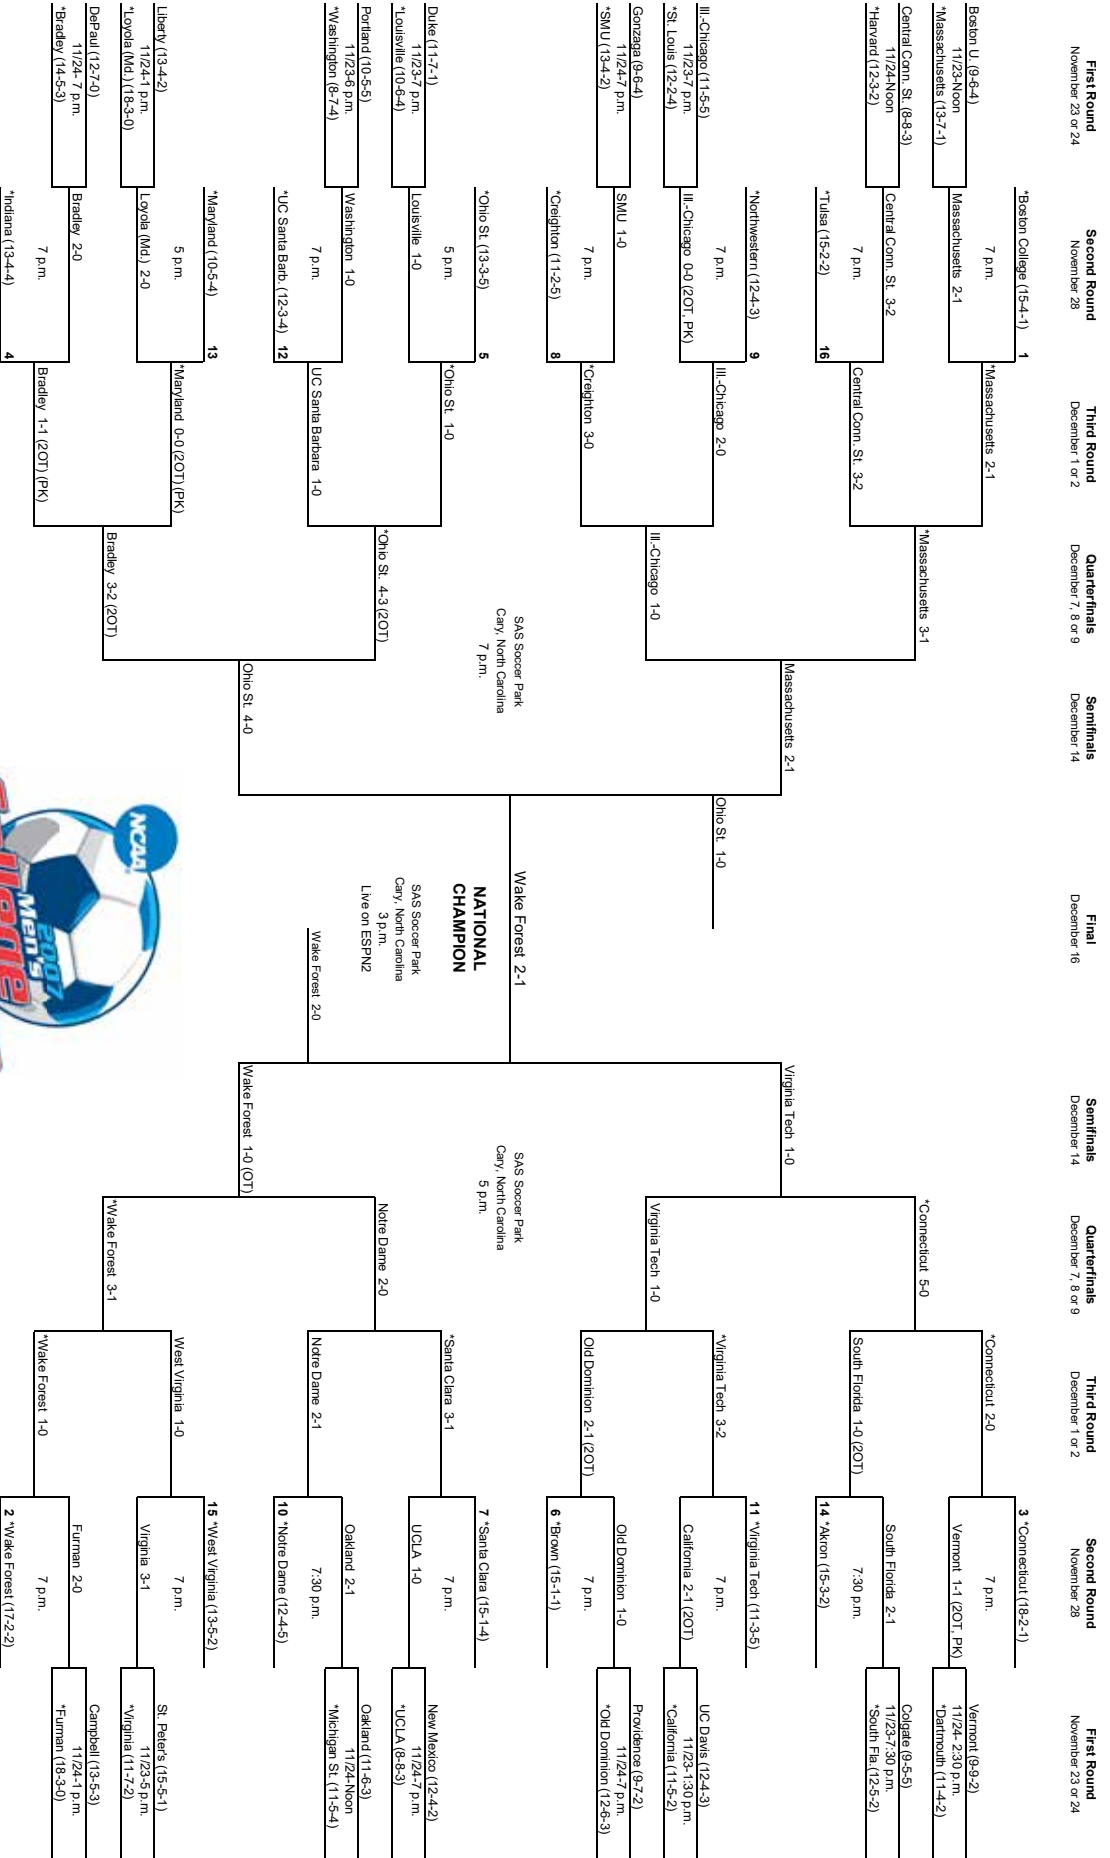 First Round
November 23 or 24
Second Round
November 28
Third Round
December 1 or 2
Quarterfinals
December 7, 8 or 9
Semifinals
December 14
Final
December 16
Semifinals
December 14
Quarterfinals
December 7, 8 or 9
Third Round
December 1 or 2
Second Round
November 28
First Round
November 23 or 24
Boston U. (9-6-4)
11/23-Noon
*Massachusetts (13-7-1)
Central Conn. St. (8-8-3)
11/24-Noon
*Harvard (12-3-2)
Ill.-Chicago (11-5-5)
11/23-7 p.m.
*St. Louis (12-2-4)
Gonzaga (9-6-4)
11/24-7 p.m.
*SMU (13-4-2)
Duke (11-7-1)
11/23-7 p.m.
*Louisville (10-6-4)
Portland (10-5-5)
11/23-6 p.m.
*Washington (8-7-4)
Liberty (13-4-2)
11/24-1 p.m.
*Loyola (Md.) (18-3-0)
DePaul (12-7-0)
11/24- 7 p.m.
*Bradley (14-5-3)
*Boston College (15-4-1) 1
7 p.m.
Massachusetts 2-1
Central Conn. St. 3-2
7 p.m.
*Tulsa (15-2-2) 16
*Northwestern (12-4-3) 9
7 p.m.
Ill.-Chicago 0-0 (2OT, PK)
SMU 1-0
7 p.m.
*Creighton (11-2-5) 8
*Ohio St. (13-3-5) 5
5 p.m.
Louisville 1-0
Washington 1-0
7 p.m.
*UC Santa Barb. (12-3-4) 12
*Maryland (10-5-4) 13
5 p.m.
Loyola (Md.) 2-0
Bradley 2-0
7 p.m.
*Indiana (13-4-4) 4
*Massachusetts 2-1
Central Conn. St. 3-2
Ill.-Chicago 2-0
*Creighton 3-0
*Ohio St. 1-0
UC Santa Barbara 1-0
*Maryland 0-0 (2OT) (PK)
Bradley 1-1 (2OT) (PK)
*Massachusetts 3-1
Ill.-Chicago 1-0
*Ohio St. 4-3 (2OT)
Bradley 3-2 (2OT)
Massachusetts 2-1
SAS Soccer Park
Cary, North Carolina
7 p.m.
Ohio St. 4-0
Ohio St. 1-0
Wake Forest 2-1
NATIONAL
CHAMPION
SAS Soccer Park
Cary, North Carolina
3 p.m.
Live on ESPN2
Wake Forest 2-0
NCAA
2007
Men's
College
Virginia Tech 1-0
SAS Soccer Park
Cary, North Carolina
5 p.m.
Wake Forest 1-0 (OT)
*Connecticut 5-0
Virginia Tech 1-0
Notre Dame 2-0
*Wake Forest 3-1
*Connecticut 2-0
South Florida 1-0 (2OT)
*Virginia Tech 3-2
Old Dominion 2-1 (2OT)
*Santa Clara 3-1
Notre Dame 2-1
West Virginia 1-0
*Wake Forest 1-0
3 *Connecticut (18-2-1)
7 p.m.
Vermont 1-1 (2OT, PK)
South Florida 2-1
7:30 p.m.
14 *Akron (15-3-2)
11 *Virginia Tech (11-3-5)
7 p.m.
California 2-1 (2OT)
Old Dominion 1-0
7 p.m.
6 *Brown (15-1-1)
7 *Santa Clara (15-1-4)
7 p.m.
UCLA 1-0
Oakland 2-1
7:30 p.m.
10 *Notre Dame (12-4-5)
15 *West Virginia (13-5-2)
7 p.m.
Virginia 3-1
Furman 2-0
7 p.m.
2 *Wake Forest (17-2-2)
Vermont (9-9-2)
11/24- 2:30 p.m.
*Dartmouth (11-4-2)
Colgate (9-5-5)
11/23-7:30 p.m.
*South Fla.(12-5-2)
UC Davis (12-4-3)
11/23-1:30 p.m.
*California (11-5-2)
Providence (9-7-2)
11/24-7 p.m.
*Old Dominion (12-6-3)
New Mexico (12-4-2)
11/24-7 p.m.
*UCLA (8-8-3)
Oakland (11-6-3)
11/24-Noon
*Michigan St. (11-5-4)
St. Peter's (15-5-1)
11/23-5 p.m.
*Virginia (11-7-2)
Campbell (13-5-3)
11/24-1 p.m.
*Furman (18-3-0)